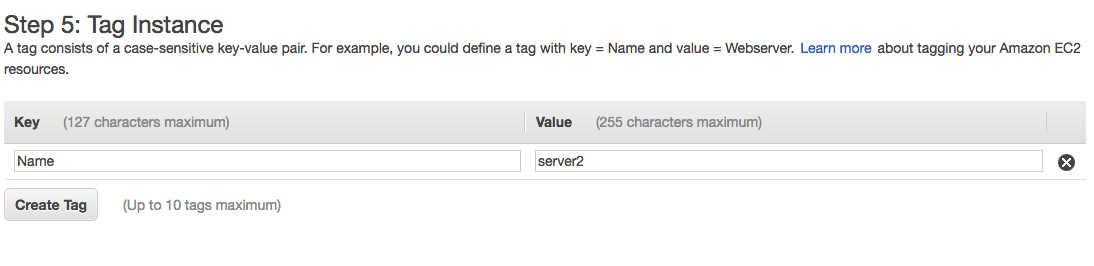 Step 5: Tag Instance
A tag consists of a case-sensitive key-value pair. For example, you could define a tag with key = Name and value = Webserver. Learn more about tagging your Amazon EC2
resources.
Key (127 characters maximum) Value (255 characters maximum)
Name server2
Create Tag (Up to 10 tags maximum)